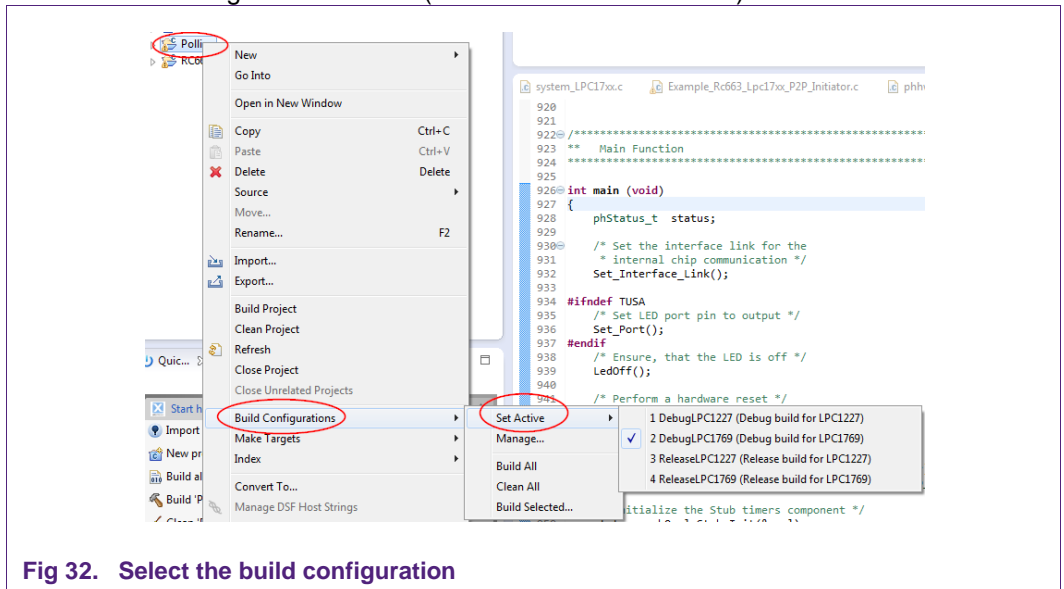 Polli
RC66
New
Go Into
Open in New Window
Copy Ctrl+C
Paste Ctrl+V
Delete Delete
Source
Move...
Rename... F2
Import...
Export...
Build Project
Clean Project
Refresh
Close Project
Close Unrelated Projects
Build Configurations
Make Targets
Index
Convert To...
Manage DSF Host Strings
Quic...
Start h
Import
New pr
Build al
Build 'P
Set Active
Manage...
Build All
Clean All
Build Selected...
1 DebugLPC1227 (Debug build for LPC1227)
2 DebugLPC1769 (Debug build for LPC1769)
3 ReleaseLPC1227 (Release build for LPC1227)
4 ReleaseLPC1769 (Release build for LPC1769)
system_LPC17xx.c Example_Rc663_Lpc17xx_P2P_Initiator.c
920
921
922 /****************************************************
923 ** Main Function
924 *****************************************************
925
926 int main (void)
927 {
928 phStatus_t status;
929
930 /* Set the interface link for the
931 * internal chip communication */
932 Set_Interface_Link();
933
934 #ifndef TUSA
935 /* Set LED port pin to output */
936 Set_Port();
937 #endif
938 /* Ensure, that the LED is off */
939 LedOff();
940
941 /* Perform a hardware reset */
itialize the Stub timers component */
Fig 32. Select the build configuration